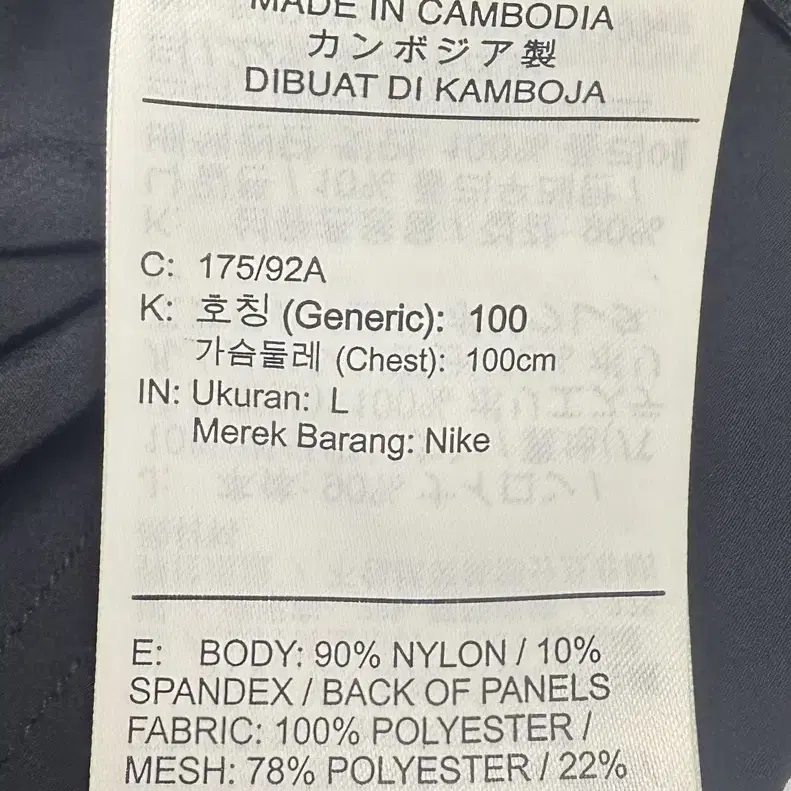 MADE IN CAMBODIA
カンボジア製
DIBUAT DI KAMBOJA
C: 175/92A
K: 호칭 (Generic): 100
가슴둘레 (Chest): 100cm
IN: Ukuran: L
Merek Barang: Nike
E: BODY: 90% NYLON / 10%
SPANDEX / BACK OF PANELS
FABRIC: 100% POLYESTER /
MESH: 78% POLYESTER / 22%